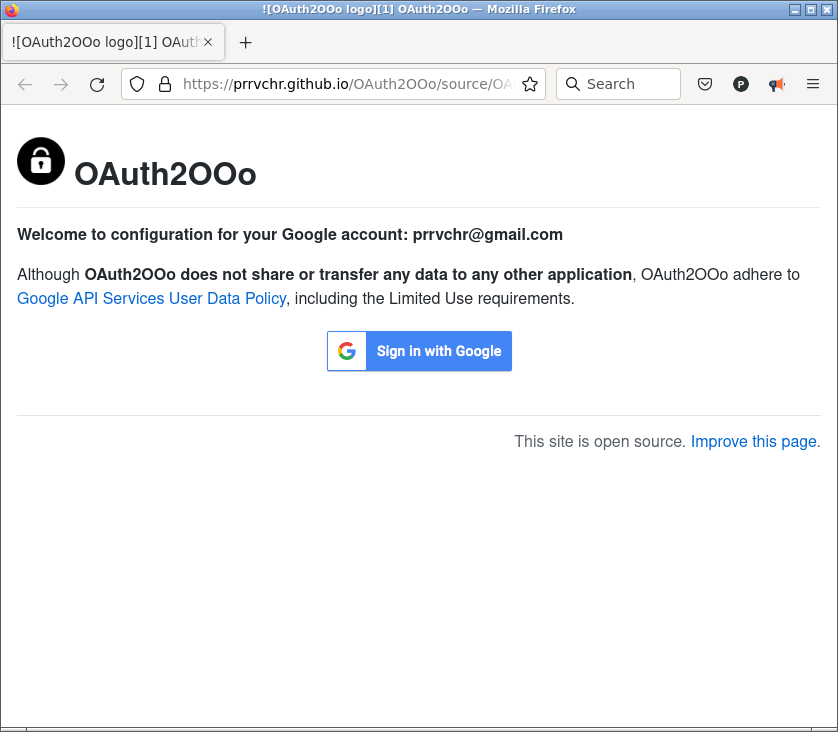 ![OAuth2OOo logo][1] OAuth2OOo — Mozilla Firefox
![OAuth2OOo logo][1] OAuth
https://prrvchr.github.io/OAuth2OOo/source/OA
Search
P
OAuth2OOo
Welcome to configuration for your Google account: prrvchr@gmail.com
Although OAuth2OOo does not share or transfer any data to any other application, OAuth2OOo adhere to
Google API Services User Data Policy, including the Limited Use requirements.
G Sign in with Google
This site is open source. Improve this page.